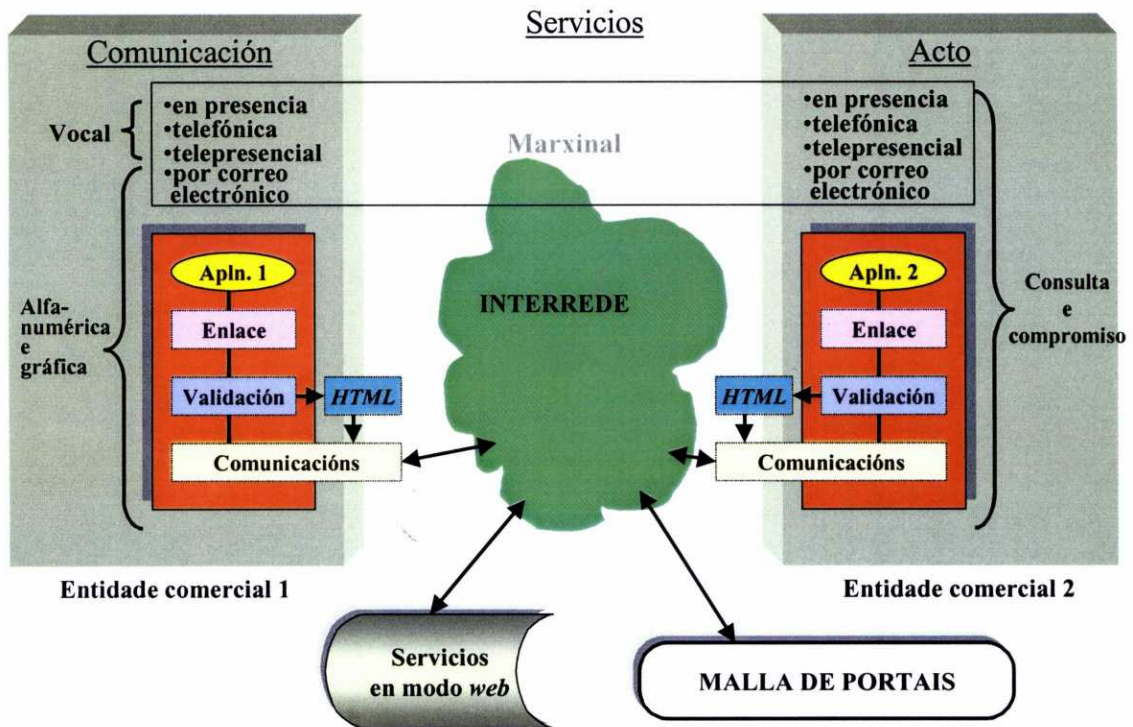 Servicios
Comunicación
Acto
Vocal
•en presencia
•telefónica
•telepresencial
•por correo
electrónico
Marxinal
•en presencia
•telefónica
•telepresencial
•por correo
electrónico
Alfa-
numérica
e
gráfica
Apln. 1
Enlace
Validación
HTML
Comunicacións
INTERREDE
Apln. 2
Enlace
HTML
Validación
Comunicacións
Consulta
e
compromiso
Entidade comercial 1
Entidade comercial 2
Servicios
en modo web
MALLA DE PORTAIS